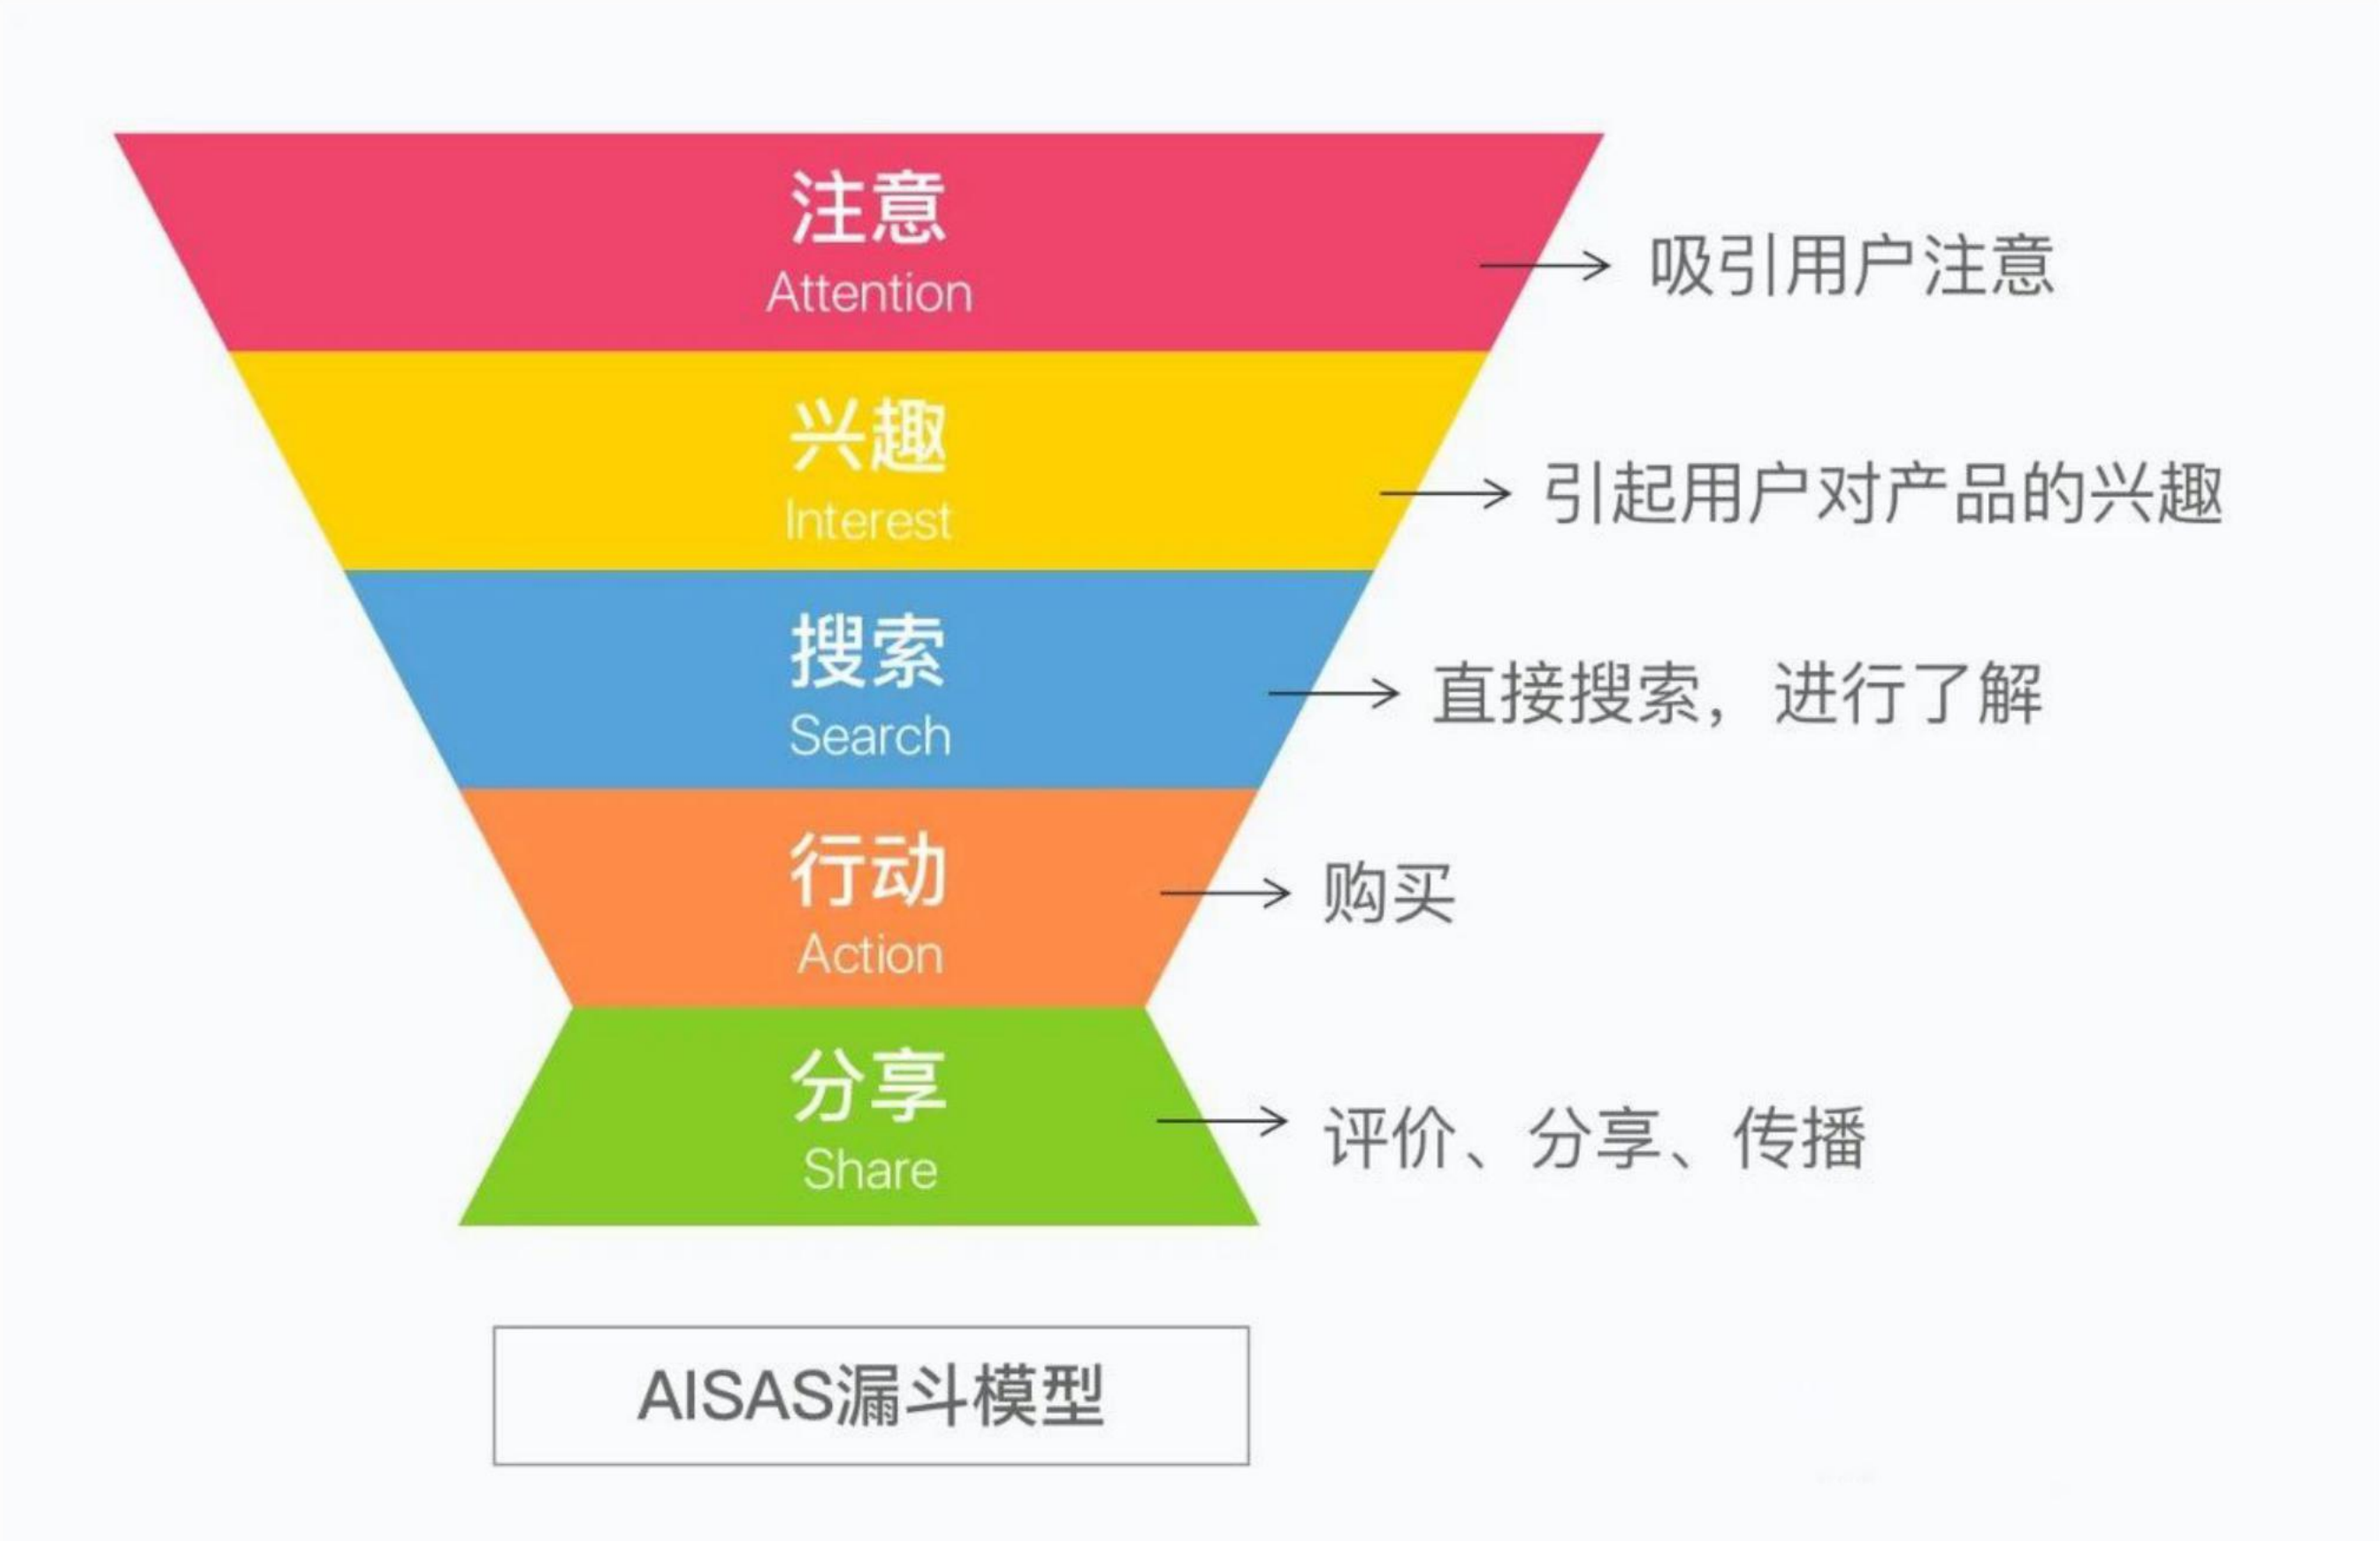 注意
Attention
吸引用户注意
兴趣
Interest
引起用户对产品的兴趣
搜索
Search
直接搜索，进行了解
行动
Action
购买
分享
Share
评价、分享、传播
AISAS漏斗模型